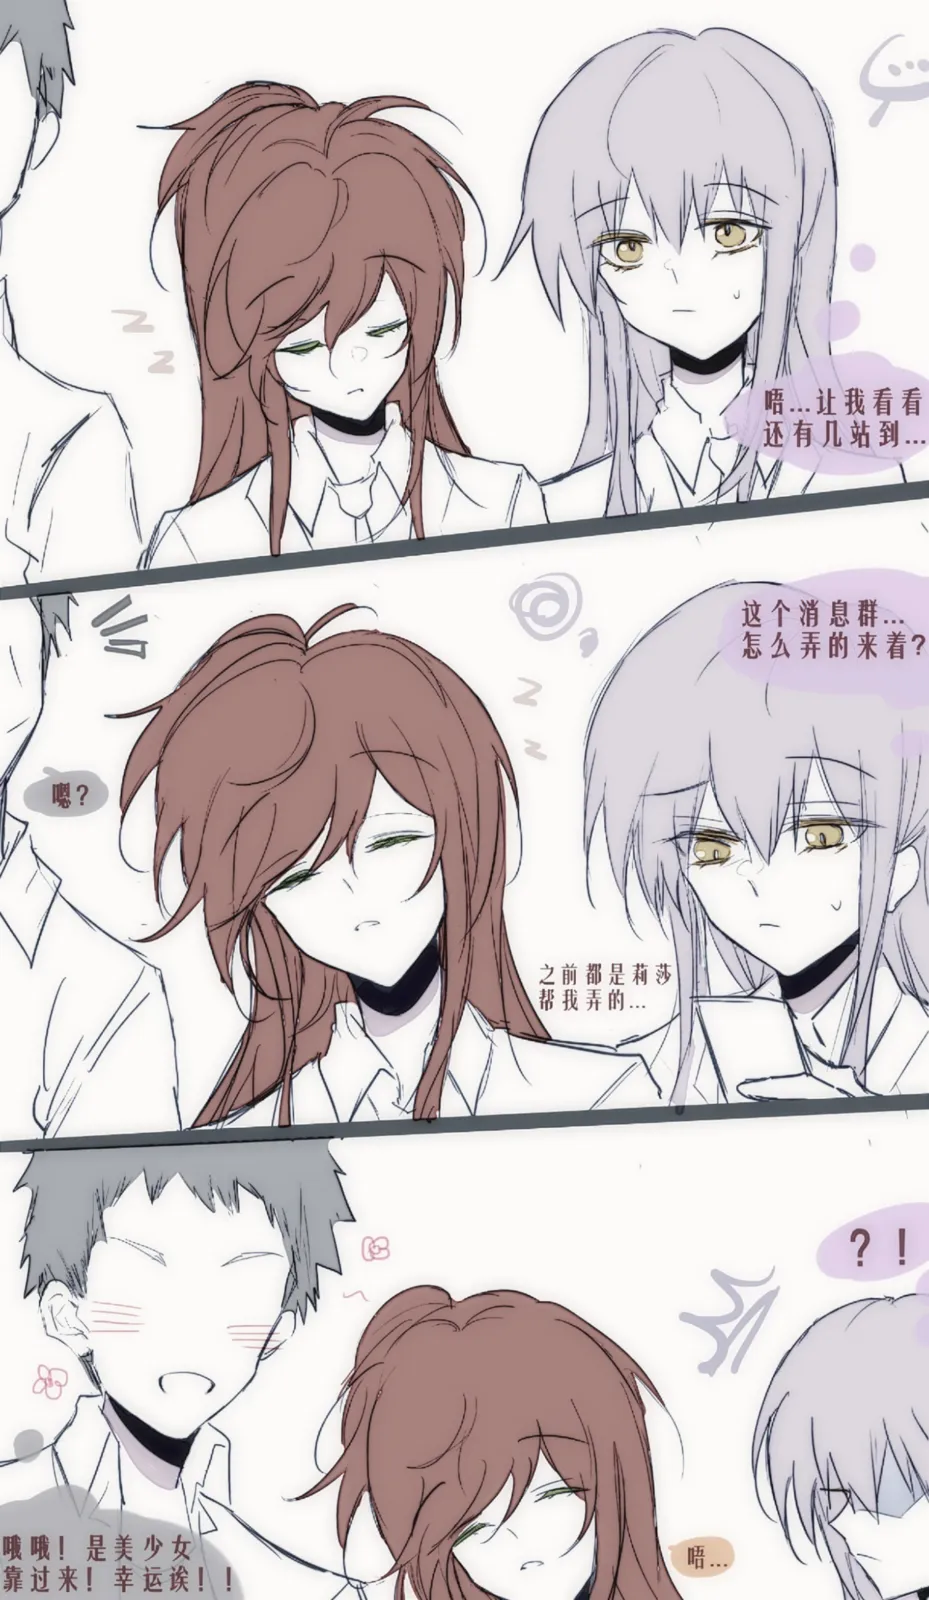 唔…让我看看
还有几站到…
这个消息群…
怎么弄的来着?
嗯?
之前都是莉莎
帮我弄的…
?!
唔…
哦哦!是美少女
靠过来!幸运诶!!